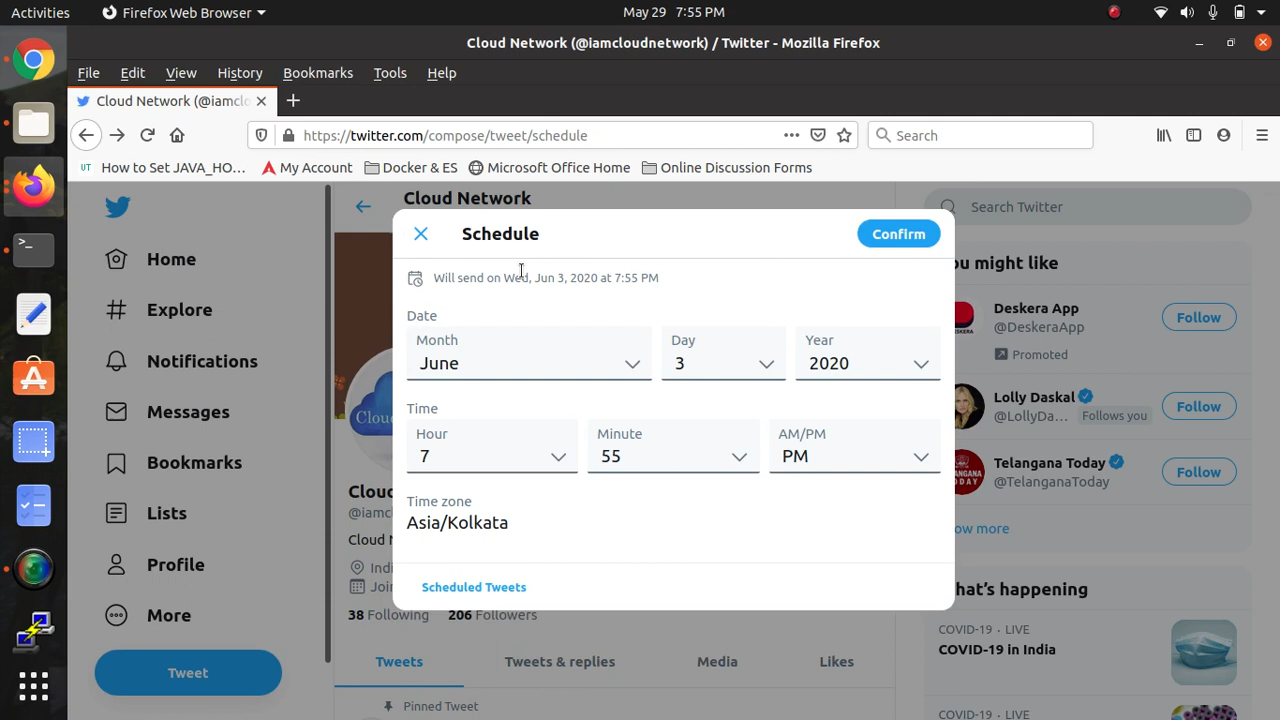 Activities
Firefox Web Browser
May 29 7:55 PM
Cloud Network (@iamcloudnetwork) / Twitter - Mozilla Firefox
File Edit View History Bookmarks Tools Help
Cloud Network (@iamclo
https://twitter.com/compose/tweet/schedule
Search
How to Set JAVA_HO…
My Account
Docker & ES
Microsoft Office Home
Online Discussion Forms
Home
Explore
Notifications
Messages
Bookmarks
Lists
Profile
More
Tweet
Cloud Network
Schedule
Confirm
Will send on Wed, Jun 3, 2020 at 7:55 PM
Date
Month
June
Day
3
Year
2020
Time
Hour
7
Minute
55
AM/PM
PM
Time zone
Asia/Kolkata
Scheduled Tweets
38 Following 206 Followers
Tweets
Tweets & replies
Media
Likes
Pinned Tweet
Search Twitter
ou might like
Deskera App
@DeskeraApp
Promoted
Follow
Lolly Daskal
@LollyDa… Follows you
Follow
Telangana Today
@TelanganaToday
Follow
ow more
hat's happening
COVID-19 · LIVE
COVID-19 in India
COVID-19 · LIVE